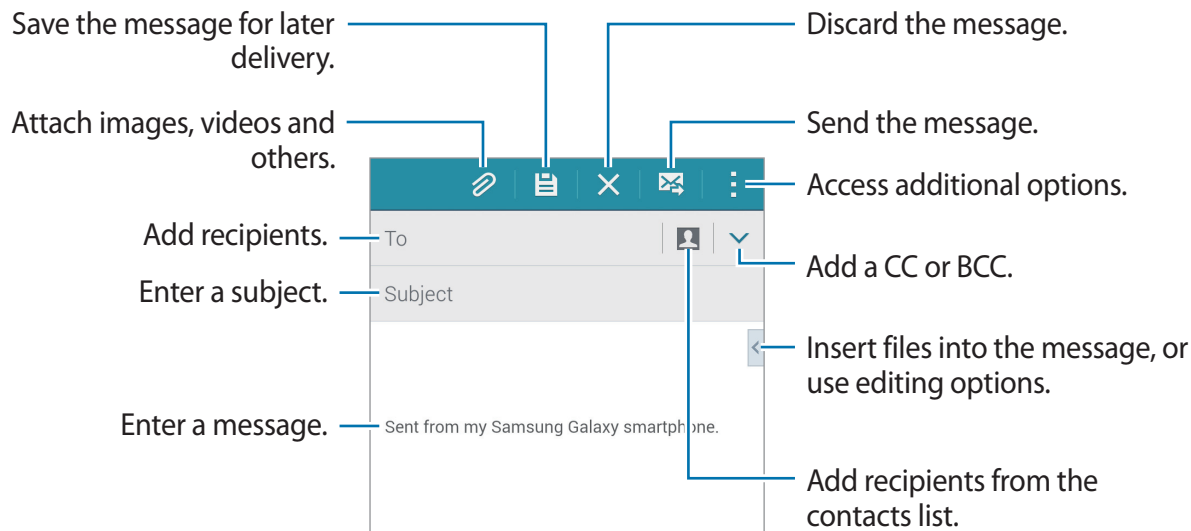 Save the message for later
delivery.
Attach images, videos and
others.
Add recipients.
Enter a subject.
Enter a message.
To
Subject
Sent from my Samsung Galaxy smartphone.
Discard the message.
Send the message.
Access additional options.
Add a CC or BCC.
Insert files into the message, or
use editing options.
Add recipients from the
contacts list.